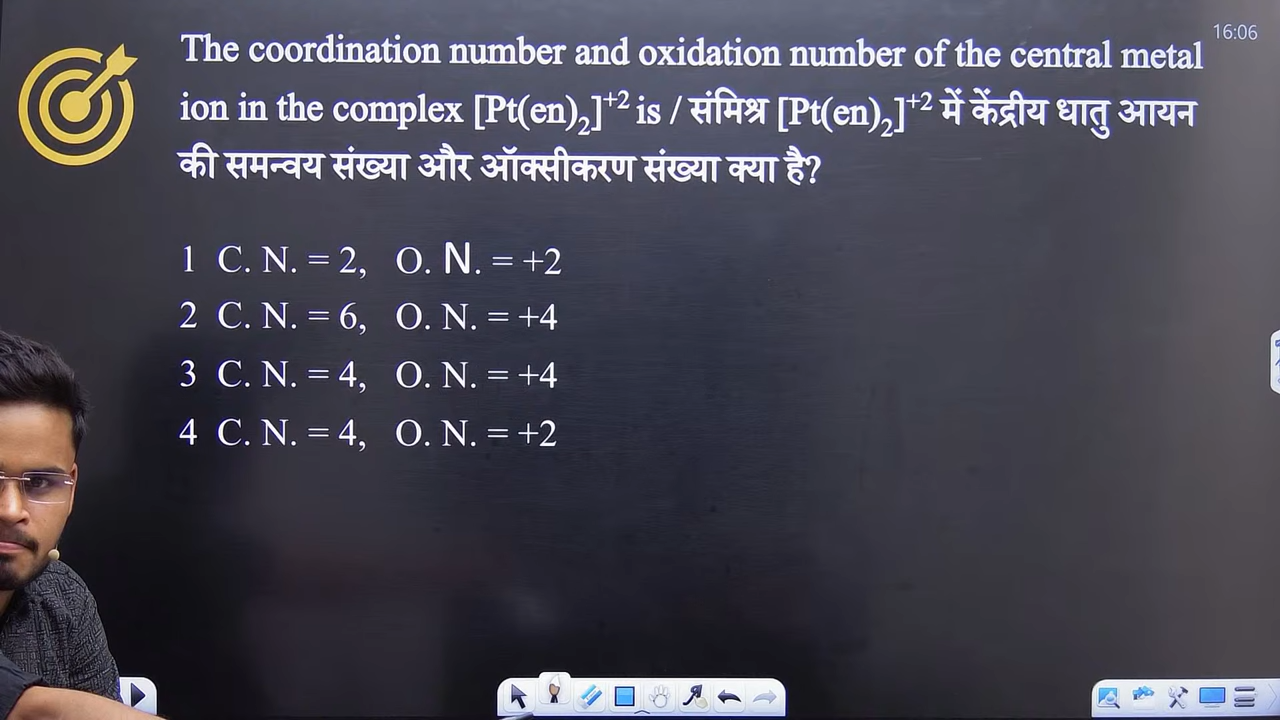 16:06
The coordination number and oxidation number of the central metal
ion in the complex [Pt(en)₂]⁺² is / संमिश्र [Pt(en)₂]⁺² में केंद्रीय धातु आयन
की समन्वय संख्या और ऑक्सीकरण संख्या क्या है?
1 C. N. = 2, O. N. = +2
2 C. N. = 6, O. N. = +4
3 C. N. = 4, O. N. = +4
4 C. N. = 4, O. N. = +2